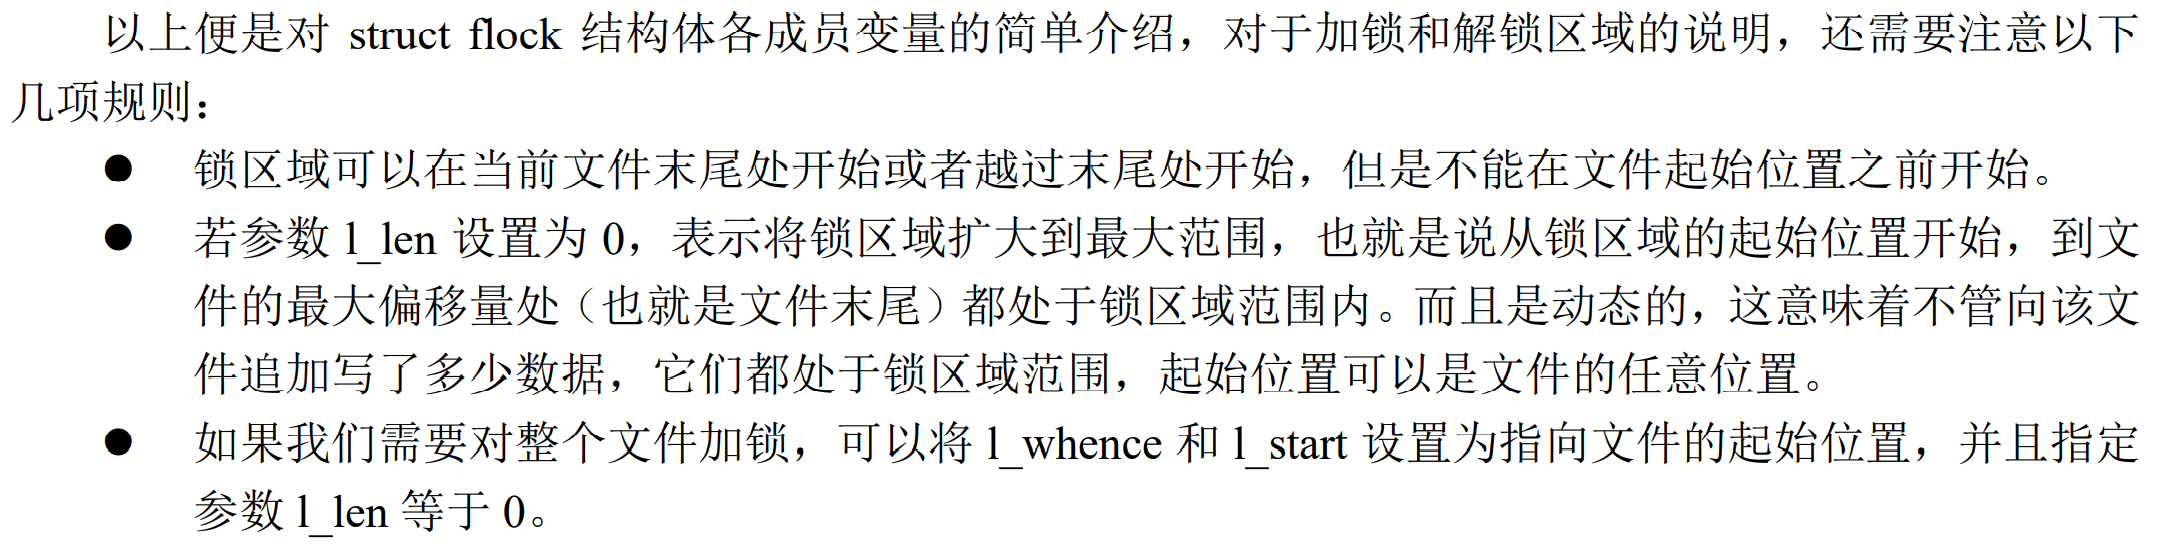 以上便是对 struct flock 结构体各成员变量的简单介绍，对于加锁和解锁区域的说明，还需要注意以下
几项规则：
● 锁区域可以在当前文件末尾处开始或者越过末尾处开始，但是不能在文件起始位置之前开始。
● 若参数 l_len 设置为 0，表示将锁区域扩大到最大范围，也就是说从锁区域的起始位置开始，到文
件的最大偏移量处（也就是文件末尾）都处于锁区域范围内。而且是动态的，这意味着不管向该文
件追加写了多少数据，它们都处于锁区域范围，起始位置可以是文件的任意位置。
● 如果我们需要对整个文件加锁，可以将 l_whence 和 l_start 设置为指向文件的起始位置，并且指定
参数 l_len 等于 0。